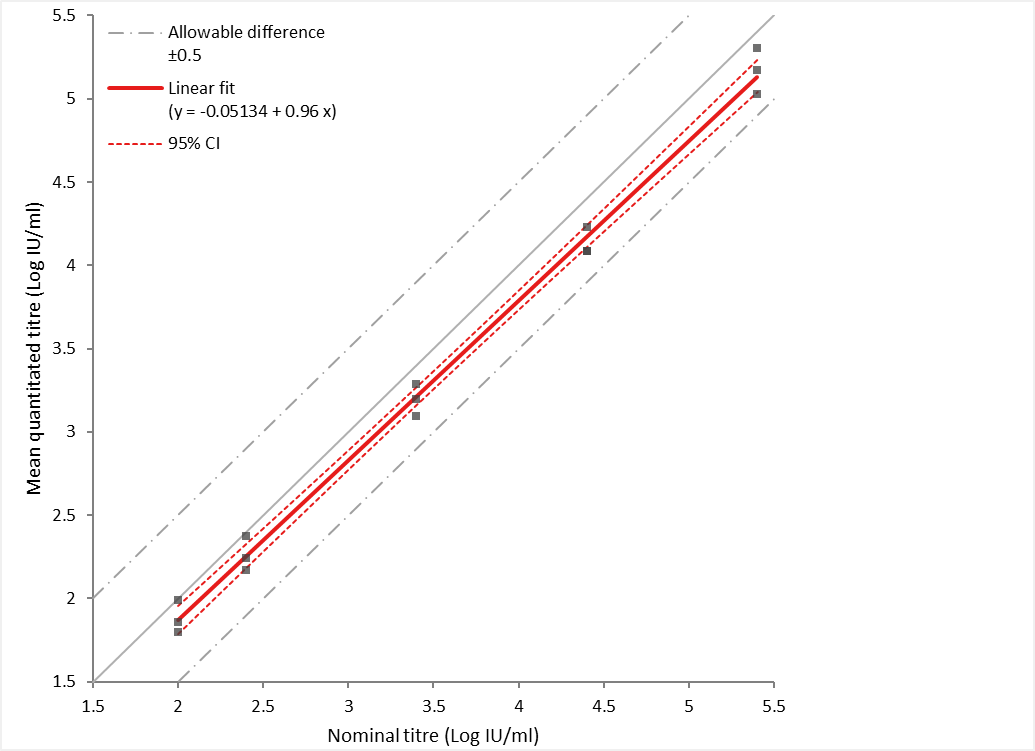 Allowable difference
±0.5
Linear fit
(y = -0.05134 + 0.96 x)
95% CI
Mean quantitated titre (Log IU/ml)
5.5
5
4.5
4
3.5
3
2.5
2
1.5
1.5 2 2.5 3 3.5 4 4.5 5 5.5
Nominal titre (Log IU/ml)